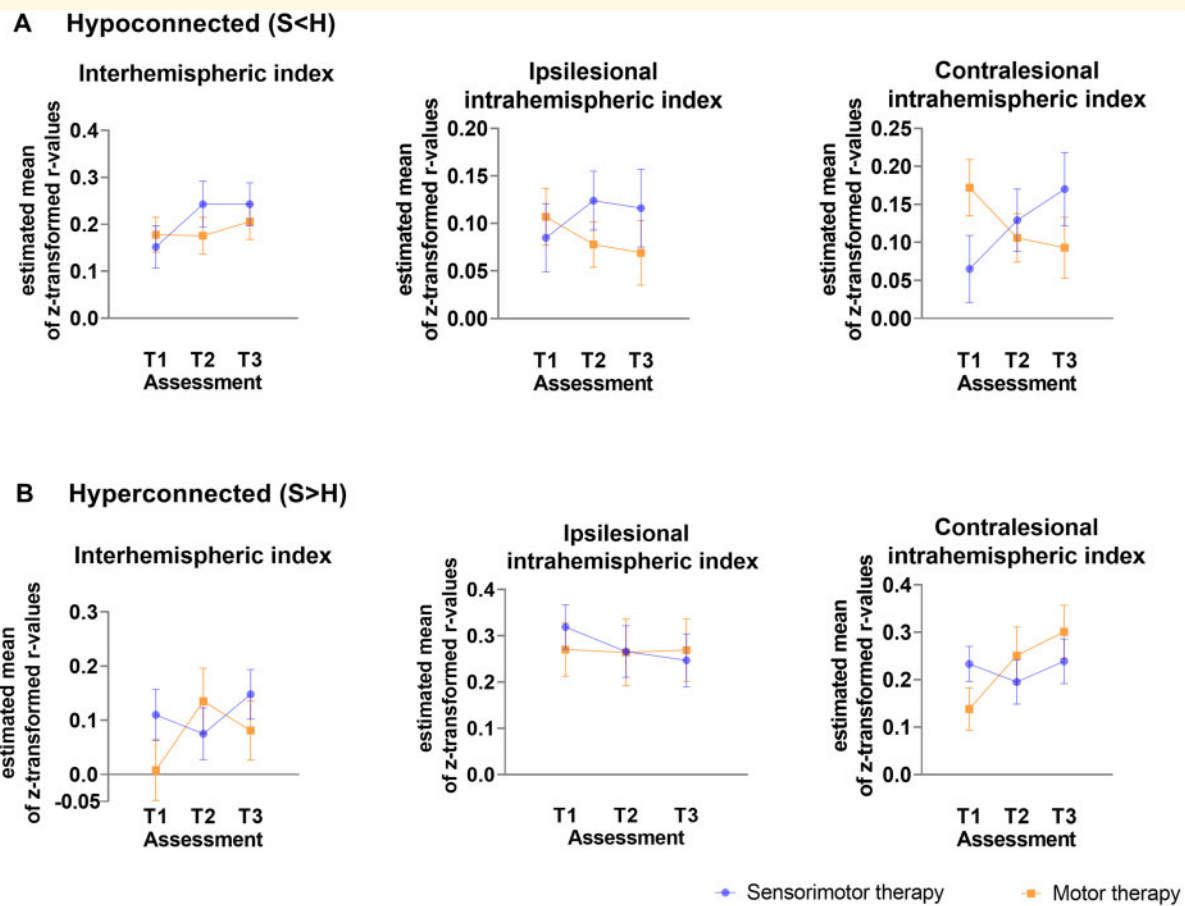 A Hypoconnected (S<H)
Interhemispheric index
estimated mean
of z-transformed r-values
0.4
0.3
0.2
0.1
0.0
T1 T2 T3
Assessment
Ipsilesional
intrahemispheric index
estimated mean
of z-transformed r-values
0.20
0.15
0.10
0.05
0.00
T1 T2 T3
Assessment
Contralesional
intrahemispheric index
estimated mean
of z-transformed r-values
0.25
0.20
0.15
0.10
0.05
0.00
T1 T2 T3
Assessment
B Hyperconnected (S>H)
Interhemispheric index
estimated mean
of z-transformed r-values
0.3
0.2
0.1
0.0
-0.05
T1 T2 T3
Assessment
Ipsilesional
intrahemispheric index
estimated mean
of z-transformed r-values
0.4
0.3
0.2
0.1
0.0
T1 T2 T3
Assessment
Contralesional
intrahemispheric index
estimated mean
of z-transformed r-values
0.4
0.3
0.2
0.1
0.0
T1 T2 T3
Assessment
Sensorimotor therapy
Motor therapy